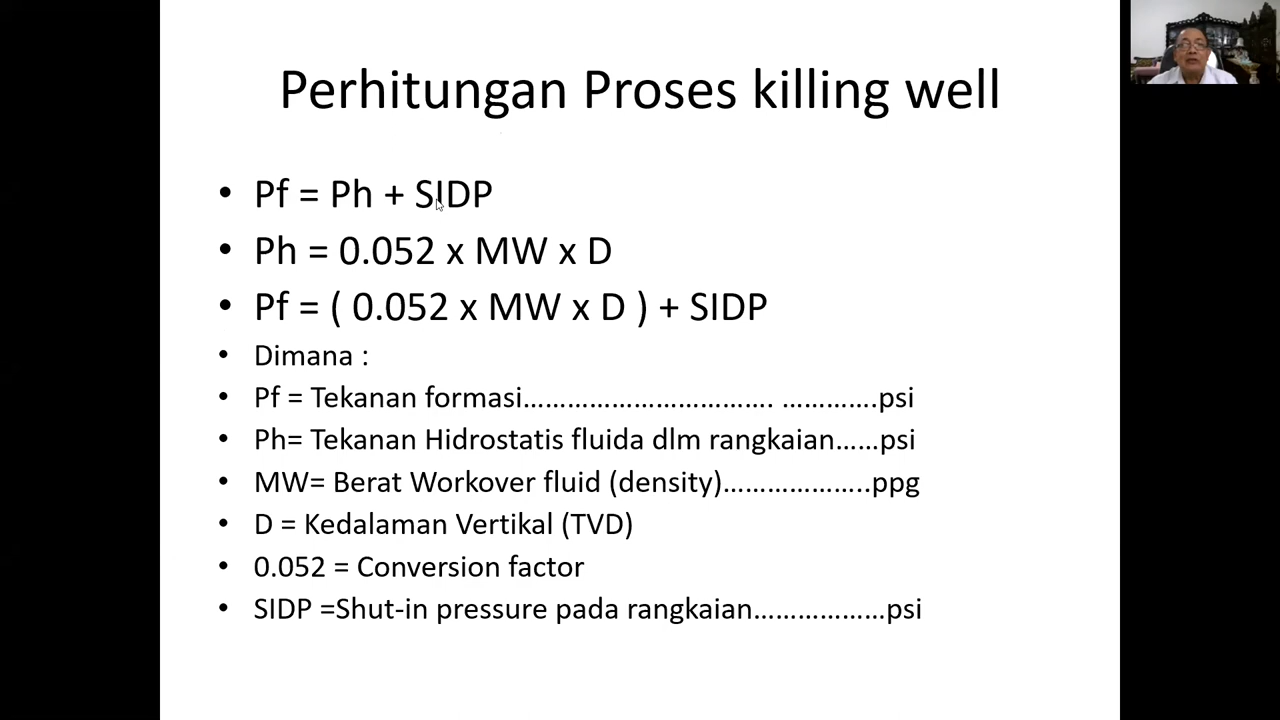 Perhitungan Proses killing well
• Pf = Ph + SIDP
• Ph = 0.052 x MW x D
• Pf = ( 0.052 x MW x D ) + SIDP
• Dimana :
• Pf = Tekanan formasi……………………………. ………….psi
• Ph= Tekanan Hidrostatis fluida dlm rangkaian……psi
• MW= Berat Workover fluid (density)………………..ppg
• D = Kedalaman Vertikal (TVD)
• 0.052 = Conversion factor
• SIDP =Shut-in pressure pada rangkaian………………psi